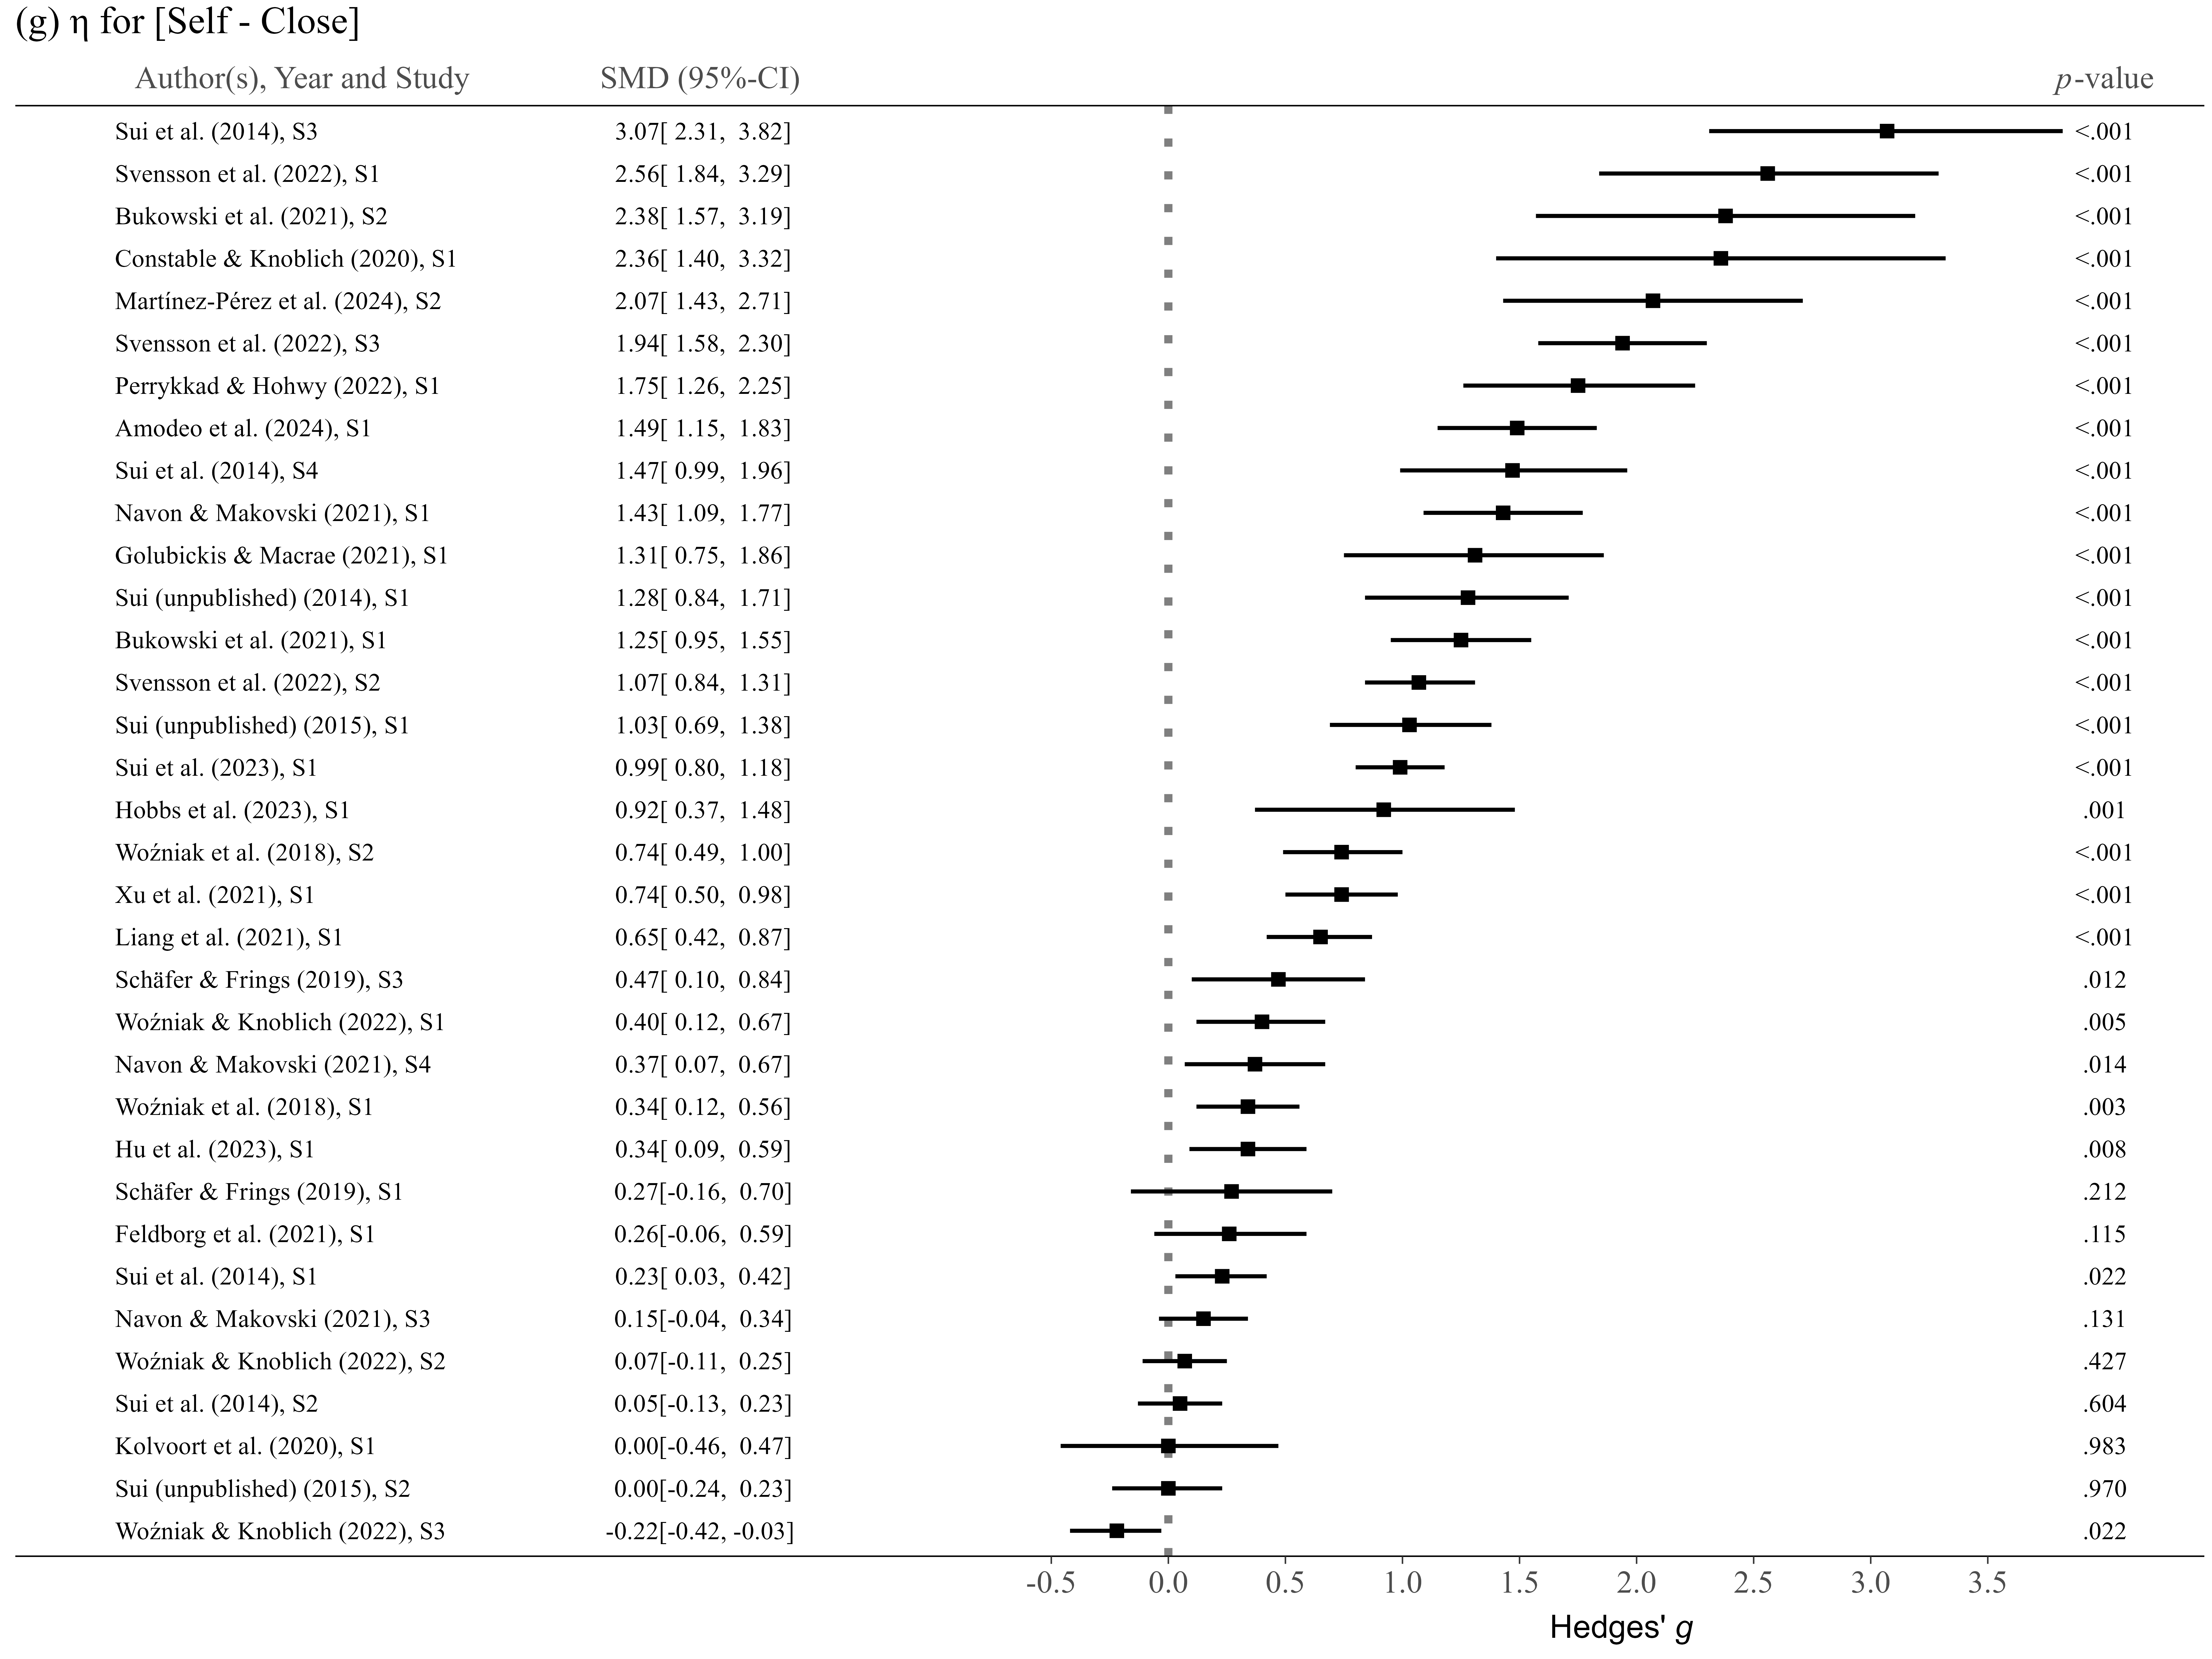 (g) η for [Self - Close]
Author(s), Year and Study SMD (95%-CI) p-value
Sui et al. (2014), S3 3.07[ 2.31, 3.82] <.001
Svensson et al. (2022), S1 2.56[ 1.84, 3.29] <.001
Bukowski et al. (2021), S2 2.38[ 1.57, 3.19] <.001
Constable & Knoblich (2020), S1 2.36[ 1.40, 3.32] <.001
Martínez-Pérez et al. (2024), S2 2.07[ 1.43, 2.71] <.001
Svensson et al. (2022), S3 1.94[ 1.58, 2.30] <.001
Perrykkad & Hohwy (2022), S1 1.75[ 1.26, 2.25] <.001
Amodeo et al. (2024), S1 1.49[ 1.15, 1.83] <.001
Sui et al. (2014), S4 1.47[ 0.99, 1.96] <.001
Navon & Makovski (2021), S1 1.43[ 1.09, 1.77] <.001
Golubickis & Macrae (2021), S1 1.31[ 0.75, 1.86] <.001
Sui (unpublished) (2014), S1 1.28[ 0.84, 1.71] <.001
Bukowski et al. (2021), S1 1.25[ 0.95, 1.55] <.001
Svensson et al. (2022), S2 1.07[ 0.84, 1.31] <.001
Sui (unpublished) (2015), S1 1.03[ 0.69, 1.38] <.001
Sui et al. (2023), S1 0.99[ 0.80, 1.18] <.001
Hobbs et al. (2023), S1 0.92[ 0.37, 1.48] .001
Woźniak et al. (2018), S2 0.74[ 0.49, 1.00] <.001
Xu et al. (2021), S1 0.74[ 0.50, 0.98] <.001
Liang et al. (2021), S1 0.65[ 0.42, 0.87] <.001
Schäfer & Frings (2019), S3 0.47[ 0.10, 0.84] .012
Woźniak & Knoblich (2022), S1 0.40[ 0.12, 0.67] .005
Navon & Makovski (2021), S4 0.37[ 0.07, 0.67] .014
Woźniak et al. (2018), S1 0.34[ 0.12, 0.56] .003
Hu et al. (2023), S1 0.34[ 0.09, 0.59] .008
Schäfer & Frings (2019), S1 0.27[-0.16, 0.70] .212
Feldborg et al. (2021), S1 0.26[-0.06, 0.59] .115
Sui et al. (2014), S1 0.23[ 0.03, 0.42] .022
Navon & Makovski (2021), S3 0.15[-0.04, 0.34] .131
Woźniak & Knoblich (2022), S2 0.07[-0.11, 0.25] .427
Sui et al. (2014), S2 0.05[-0.13, 0.23] .604
Kolvoort et al. (2020), S1 0.00[-0.46, 0.47] .983
Sui (unpublished) (2015), S2 0.00[-0.24, 0.23] .970
Woźniak & Knoblich (2022), S3 -0.22[-0.42, -0.03] .022
-0.5 0.0 0.5 1.0 1.5 2.0 2.5 3.0 3.5
Hedges' g